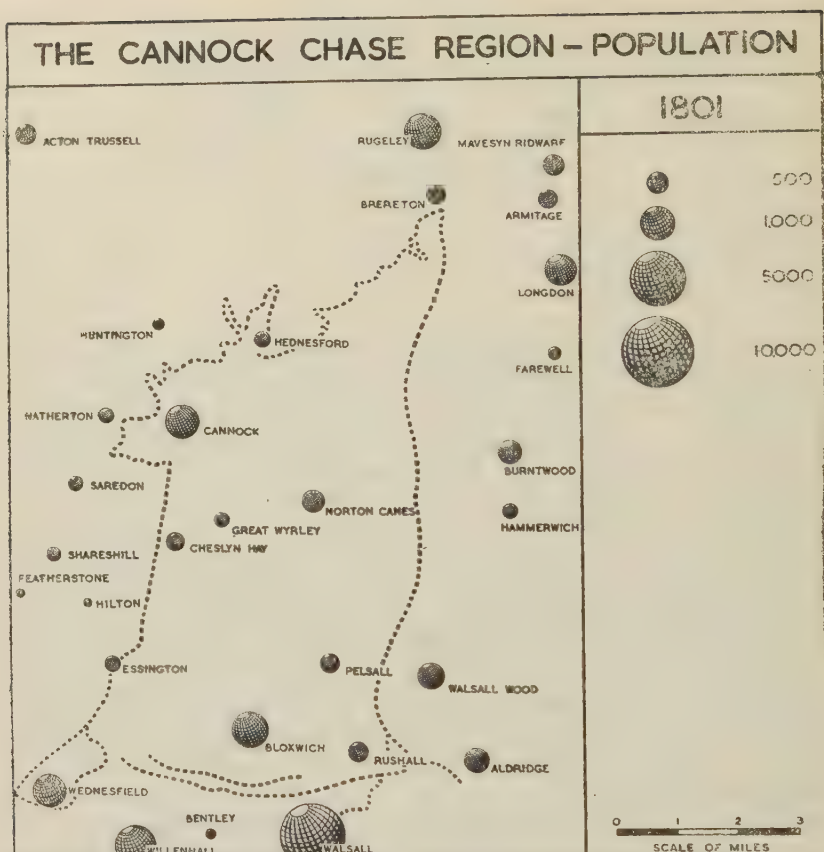 THE CANNOCK CHASE REGION – POPULATION
1801
ACTON TRUSSELL
RUGELEY
MAVESYN RIDWARE
500
BRERETON
ARMITAGE
1,000
LONGDON
5000
HUNTINGTON
HEDNESFORD
FAREWELL
10,000
HATHERTON
CANNOCK
BURNTWOOD
SAREDON
NORTON CANES
HAMMERWICH
GREAT WYRLEY
CHESLYN HAY
SHARESHILL
FEATHERSTONE
HILTON
ESSINGTON
PELSALL
WALSALL WOOD
BLOXWICH
RUSHALL
ALDRIDGE
WEDNESFIELD
BENTLEY
WILLENHALL
WALSALL
0 1 2 3
SCALE OF MILES